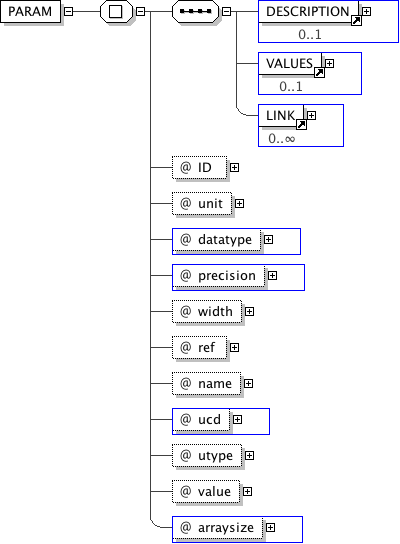 PARAM
DESCRIPTION
0..1
VALUES
0..1
LINK
0..∞
@ ID
@ unit
@ datatype
@ precision
@ width
@ ref
@ name
@ ucd
@ utype
@ value
@ arraysize